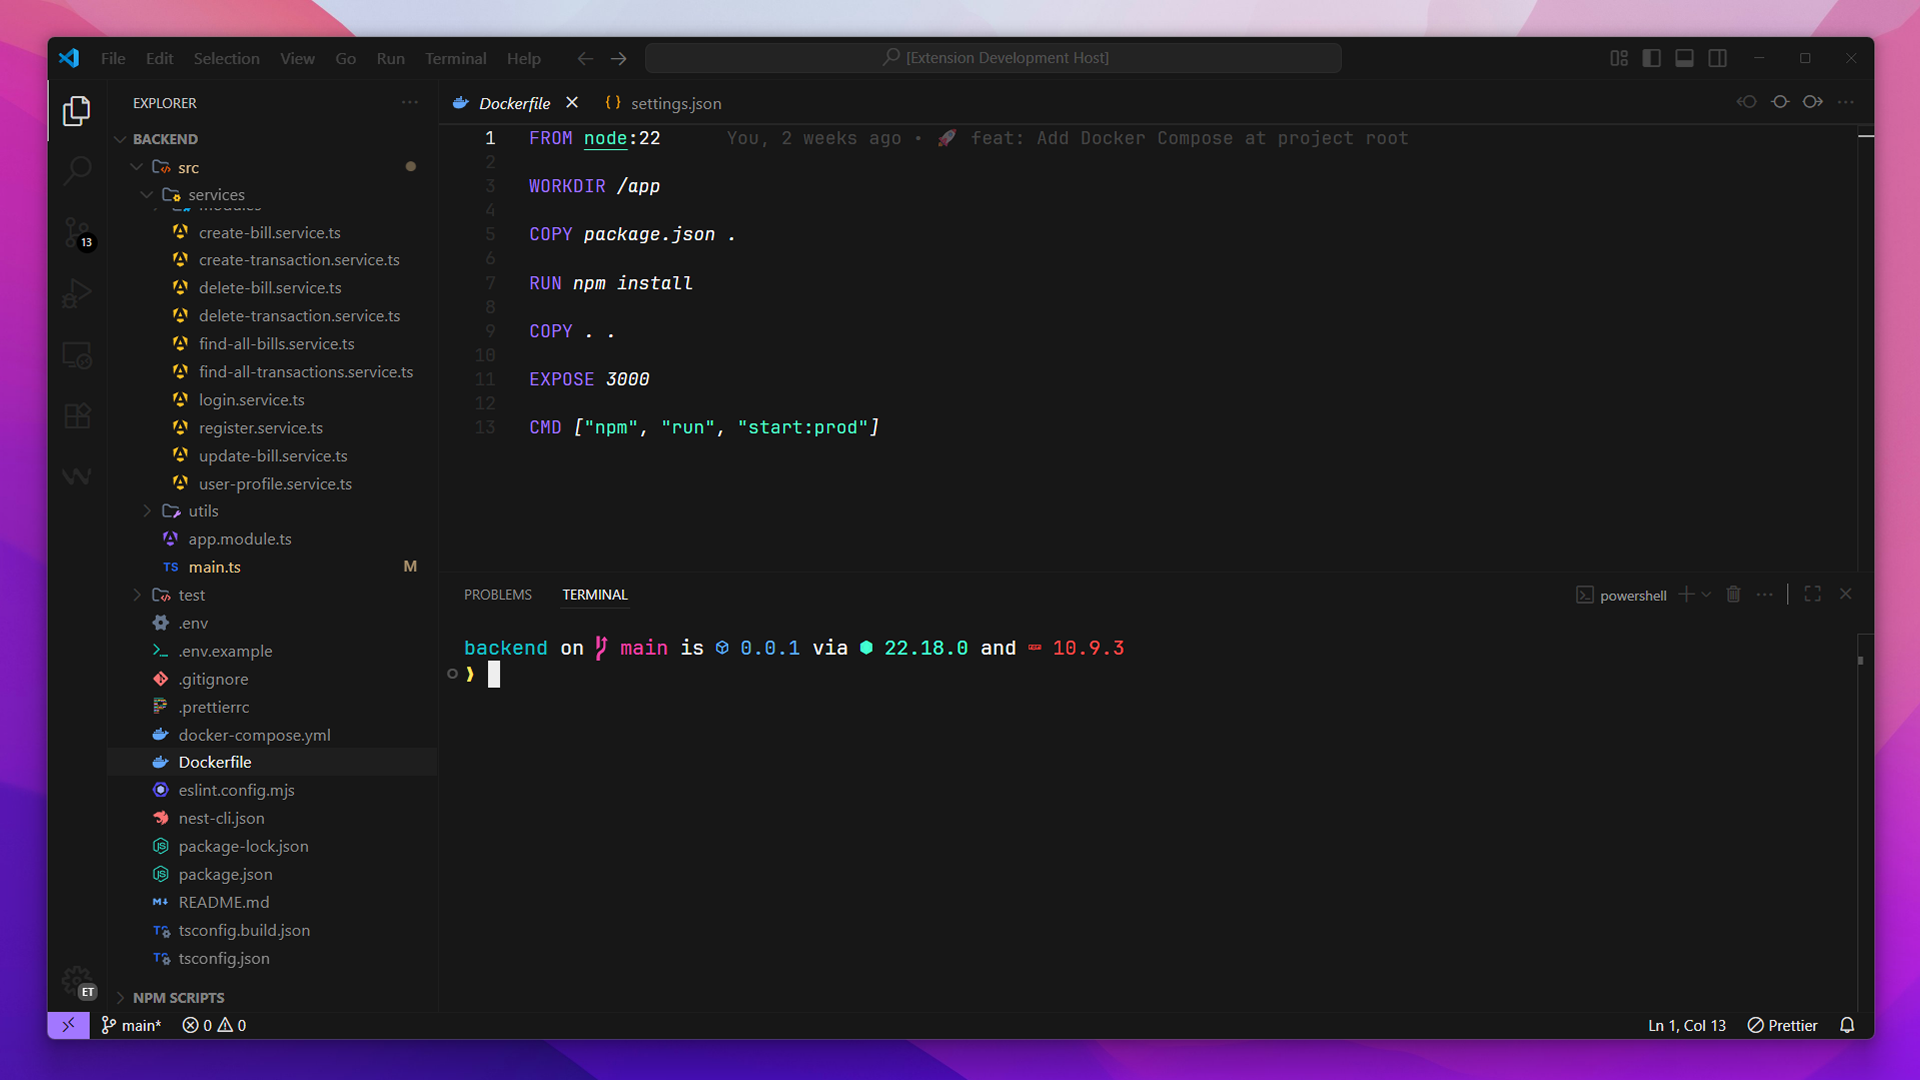 File Edit Selection View Go Run Terminal Help
[Extension Development Host]
EXPLORER
BACKEND
src
services
modules
create-bill.service.ts
create-transaction.service.ts
delete-bill.service.ts
delete-transaction.service.ts
find-all-bills.service.ts
find-all-transactions.service.ts
login.service.ts
register.service.ts
update-bill.service.ts
user-profile.service.ts
utils
app.module.ts
TS main.ts M
test
.env
.env.example
.gitignore
.prettierrc
docker-compose.yml
Dockerfile
eslint.config.mjs
nest-cli.json
package-lock.json
package.json
README.md
tsconfig.build.json
tsconfig.json
NPM SCRIPTS
13
ET
Dockerfile
settings.json
1 FROM node:22 You, 2 weeks ago • 🚀 feat: Add Docker Compose at project root
2
3 WORKDIR /app
4
5 COPY package.json .
6
7 RUN npm install
8
9 COPY . .
10
11 EXPOSE 3000
12
13 CMD ["npm", "run", "start:prod"]
PROBLEMS TERMINAL
powershell
backend on main is 0.0.1 via 22.18.0 and 10.9.3
❯
main* 0 0
Ln 1, Col 13 Prettier